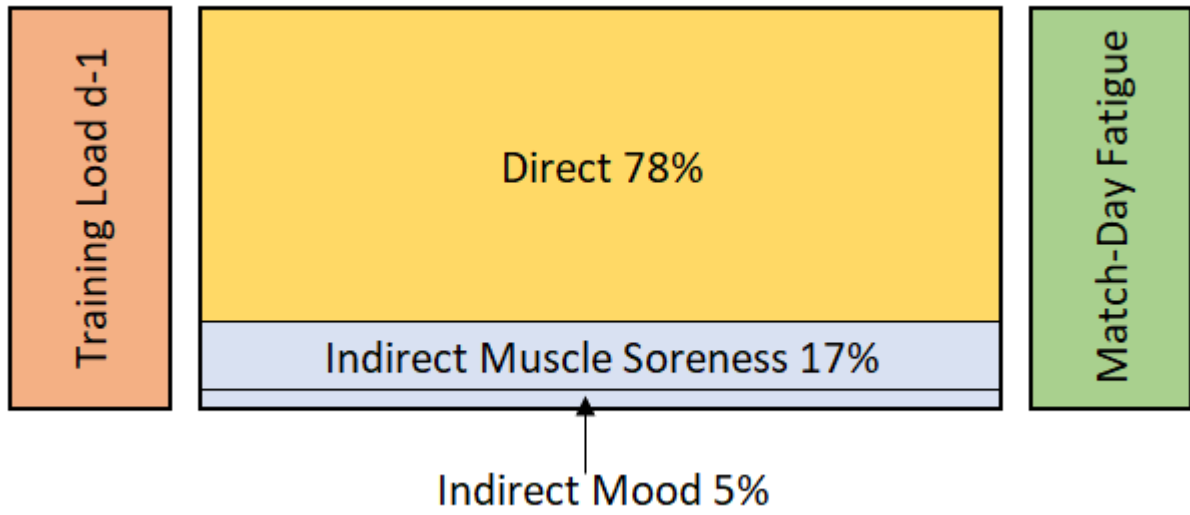 Training Load d-1
Direct 78%
Indirect Muscle Soreness 17%
Indirect Mood 5%
Match-Day Fatigue